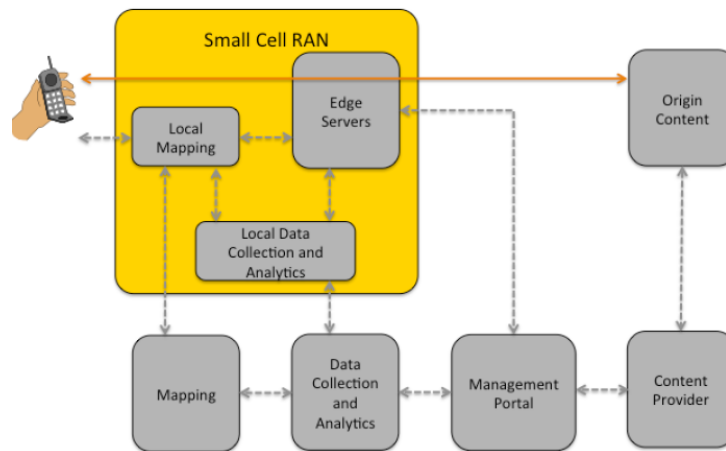 Small Cell RAN
Edge
Servers
Origin
Content
Local
Mapping
Local Data
Collection and
Analytics
Mapping
Data
Collection
and
Analytics
Management
Portal
Content
Provider